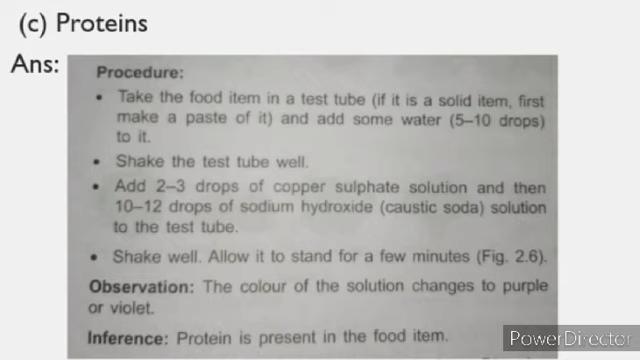 (c) Proteins
Ans:
Procedure:
• Take the food item in a test tube (if it is a solid item, first
make a paste of it) and add some water (5–10 drops)
to it.
• Shake the test tube well.
• Add 2–3 drops of copper sulphate solution and then
10–12 drops of sodium hydroxide (caustic soda) solution
to the test tube.
• Shake well. Allow it to stand for a few minutes (Fig. 2.6).
Observation: The colour of the solution changes to purple
or violet.
Inference: Protein is present in the food item.
PowerDirector